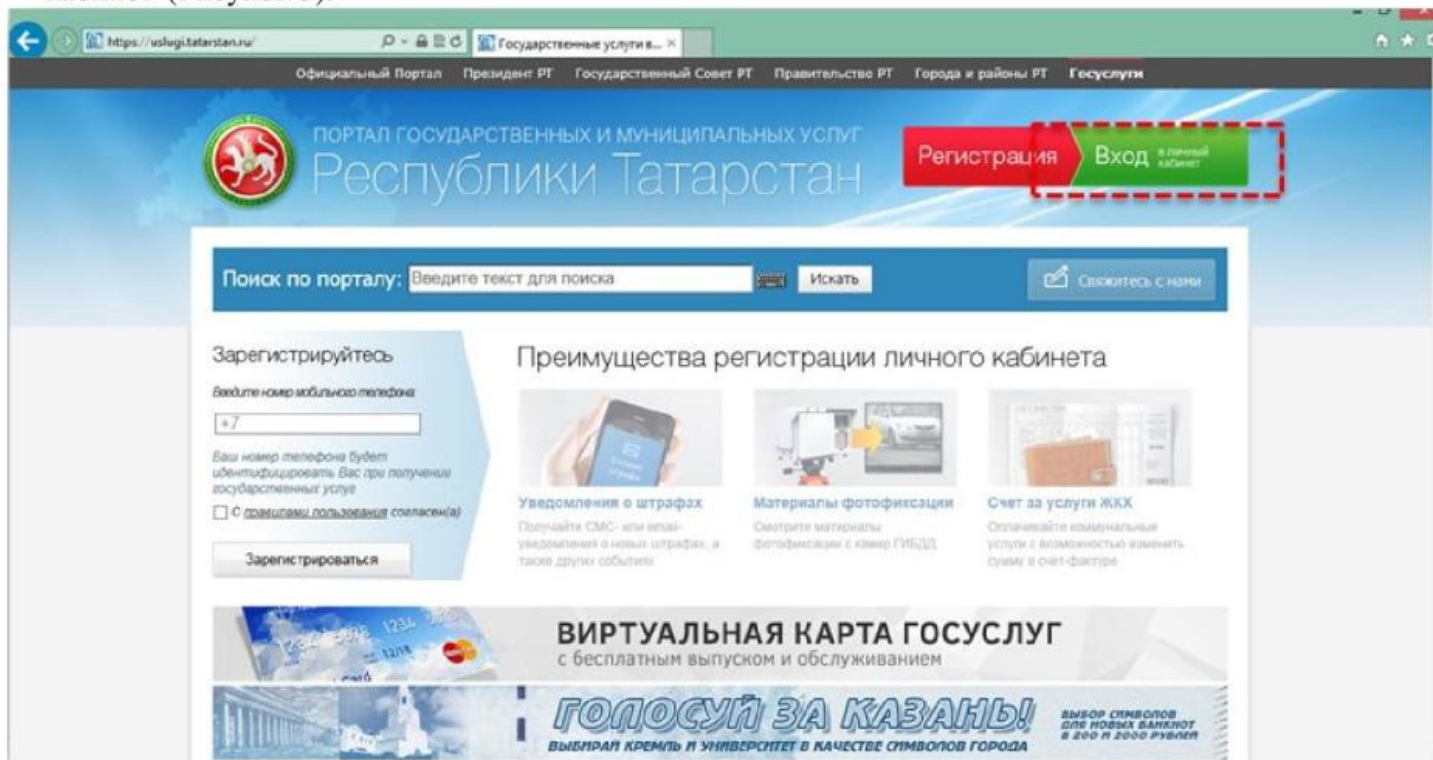 https://uslugi.tatarstan.ru/
Государственные услуги в...
Официальный Портал Президент РТ Государственный Совет РТ Правительство РТ Города и районы РТ Госуслуги
ПОРТАЛ ГОСУДАРСТВЕННЫХ И МУНИЦИПАЛЬНЫХ УСЛУГ
Республики Татарстан
Регистрация
Вход
в личный
кабинет
Поиск по порталу:
Введите текст для поиска
Искать
Свяжитесь с нами
Зарегистрируйтесь
Введите номер мобильного телефона
+7
Ваш номер телефона будет
идентифицировать Вас при получении
государственных услуг
С правилами пользования согласен(а)
Зарегистрироваться
Преимущества регистрации личного кабинета
Уведомления о штрафах
Получайте СМС- или email-
уведомления о новых штрафах, а
также других событиях
Материалы фотофиксации
Смотрите материалы
фотофиксации с камер ГИБДД
Счет за услуги ЖКХ
Оплачивайте коммунальные
услуги с возможностью изменить
сумму в счет-фактуре
12/18
Card
ВИРТУАЛЬНАЯ КАРТА ГОСУСЛУГ
с бесплатным выпуском и обслуживанием
ГОЛОСУЙ ЗА КАЗАНЬ!
ВЫБИРАЙ КРЕМЛЬ И УНИВЕРСИТЕТ В КАЧЕСТВЕ СИМВОЛОВ ГОРОДА
ВЫБОР СИМВОЛОВ
ДЛЯ НОВЫХ БАНКНОТ
В 200 И 2000 РУБЛЕЙ